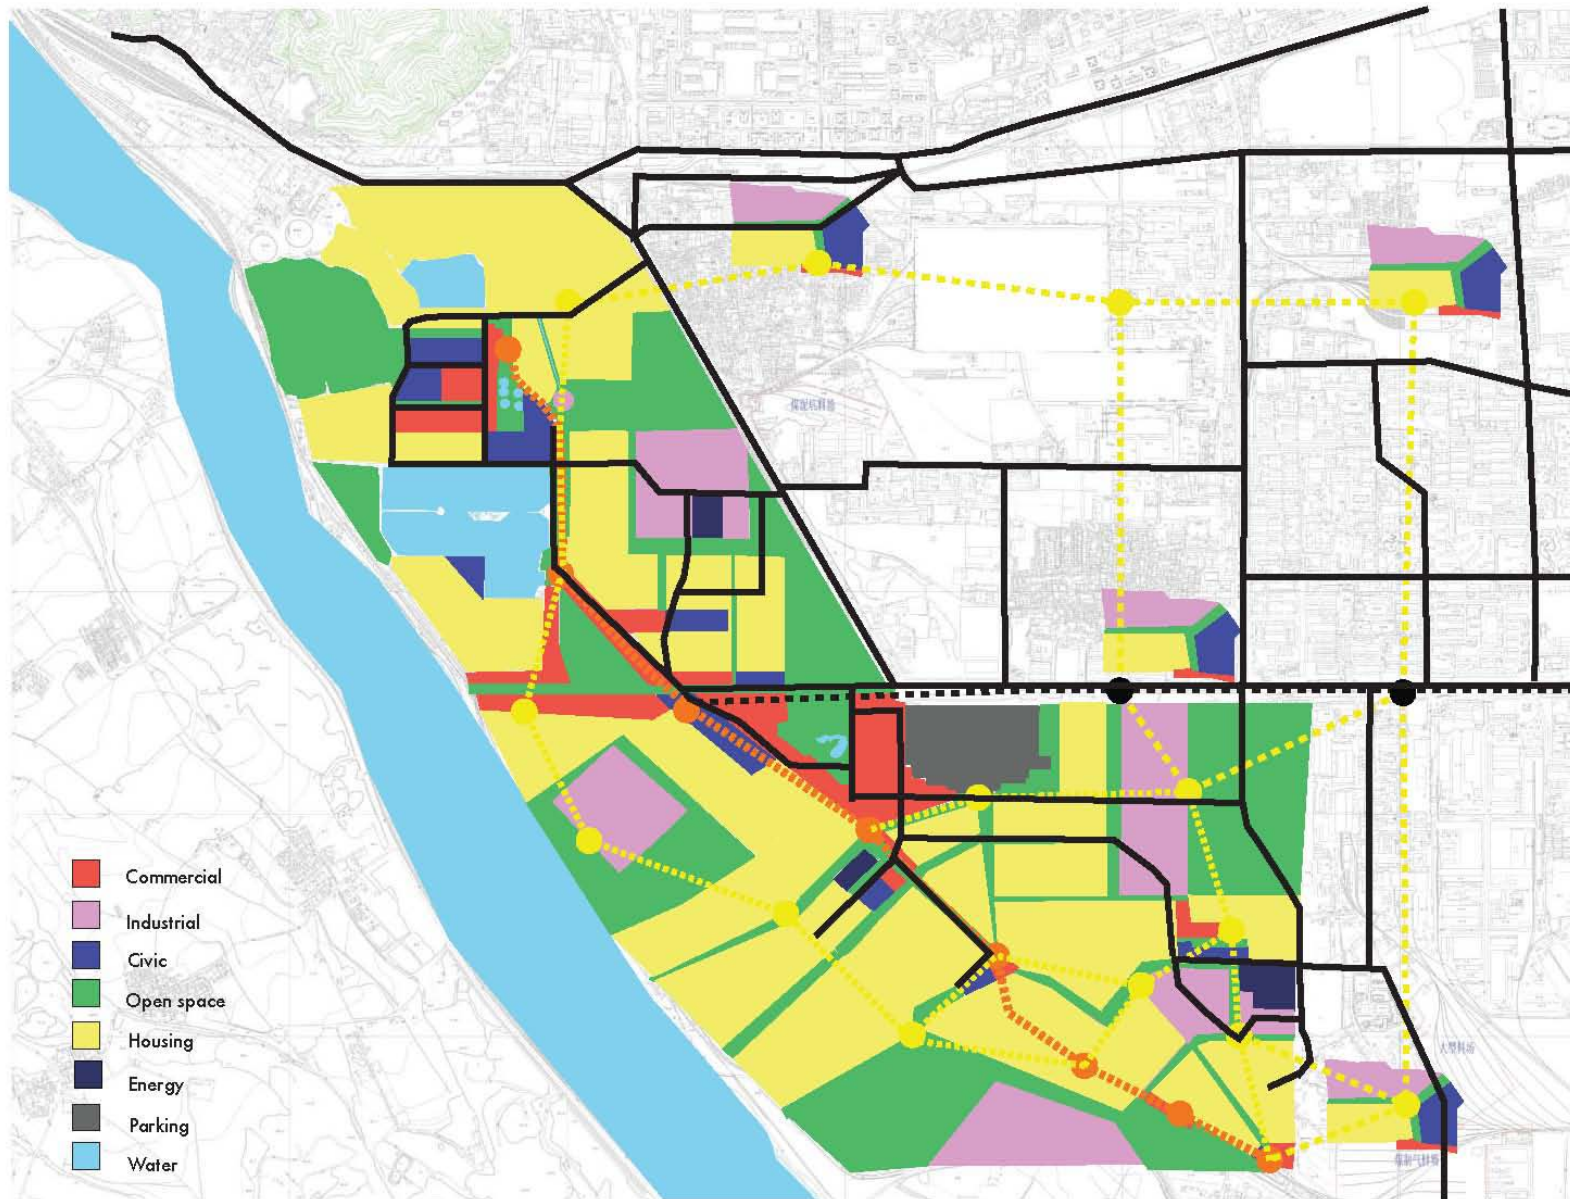 Commercial
Industrial
Civic
Open space
Housing
Energy
Parking
Water